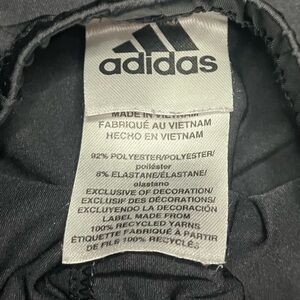 adidas
MADE IN VIETNAM
FABRIQUÉ AU VIETNAM
HECHO EN VIETNAM
92% POLYESTER/POLYESTER/
poliéster
8% ELASTANE/ÉLASTANE/
elastano
EXCLUSIVE OF DECORATION/
EXCLUSIF DES DÉCORATIONS/
EXCLUYENDO LA DECORACIÓN
LABEL MADE FROM
100% RECYCLED YARNS
ÉTIQUETTE FABRIQUÉE À PARTIR
DE FILE 100% RECYCLÉS